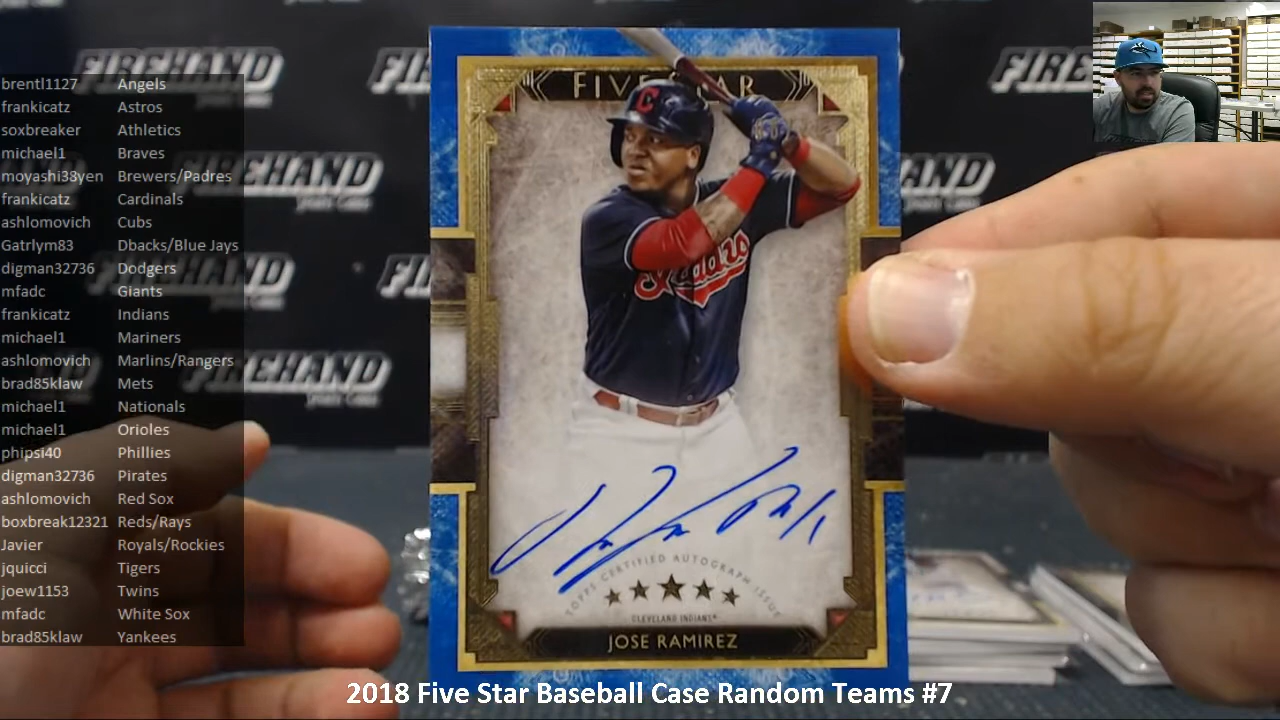 FIREHAND
FIREHAND
brentl1127 Angels
frankicatz Astros
soxbreaker Athletics
michael1 Braves
moyashi38yen Brewers/Padres
frankicatz Cardinals
ashlomovich Cubs
Gatrlym83 Dbacks/Blue Jays
digman32736 Dodgers
mfadc Giants
frankicatz Indians
michael1 Mariners
ashlomovich Marlins/Rangers
brad85klaw Mets
michael1 Nationals
michael1 Orioles
phipsi40 Phillies
digman32736 Pirates
ashlomovich Red Sox
boxbreak12321 Reds/Rays
Javier Royals/Rockies
jquicci Tigers
joew1153 Twins
mfadc White Sox
brad85klaw Yankees
FIVE STAR
C
Indians
TOPPS CERTIFIED AUTOGRAPH ISSUE
CLEVELAND INDIANS
JOSE RAMIREZ
2018 Five Star Baseball Case Random Teams #7